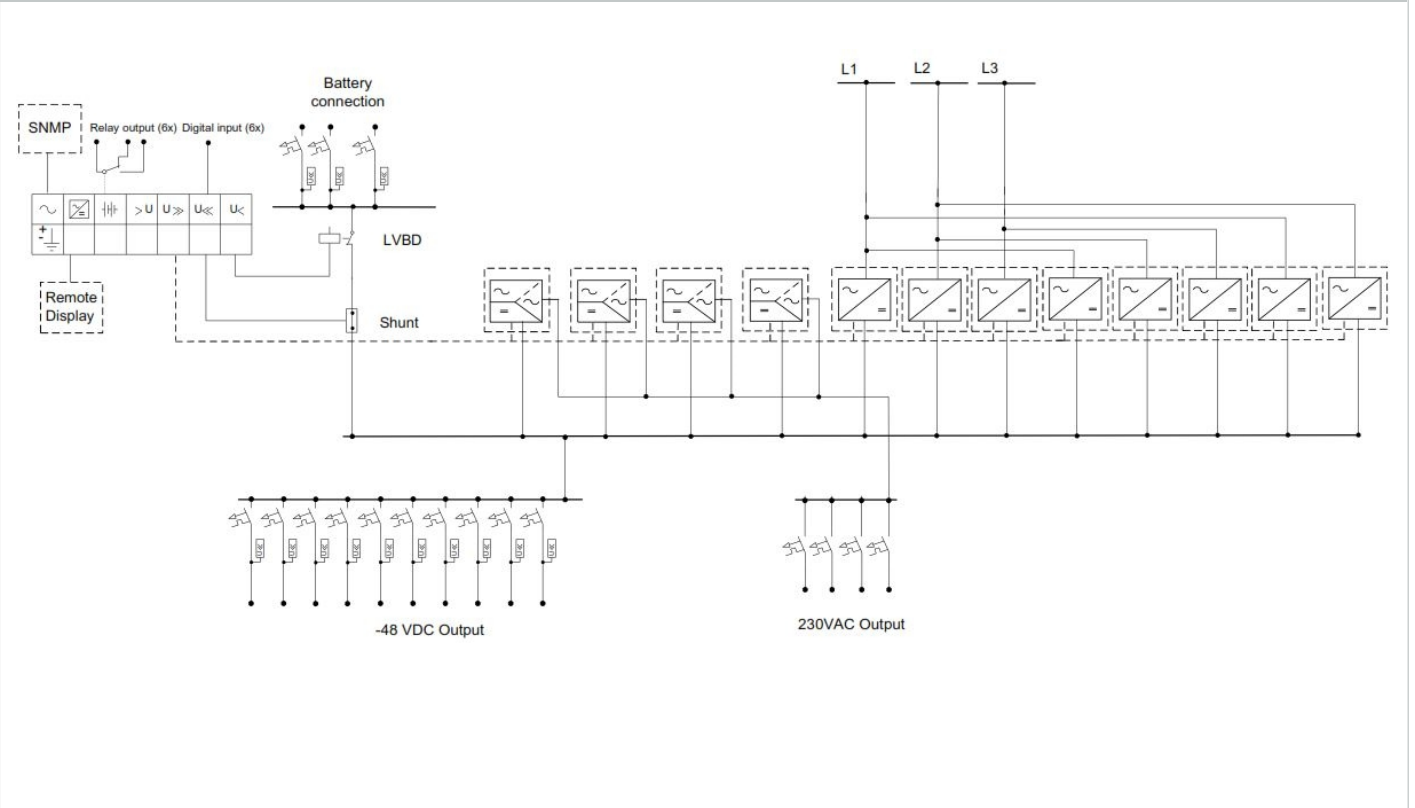 L1 L2 L3
Battery
connection
SNMP
Relay output (6x) Digital input (6x)
>U U>> U<< U<
+
-
LVBD
Remote
Display
Shunt
U<< U<< U<<
U<< U<< U<< U<< U<< U<< U<< U<< U<< U<<
-48 VDC Output
230VAC Output